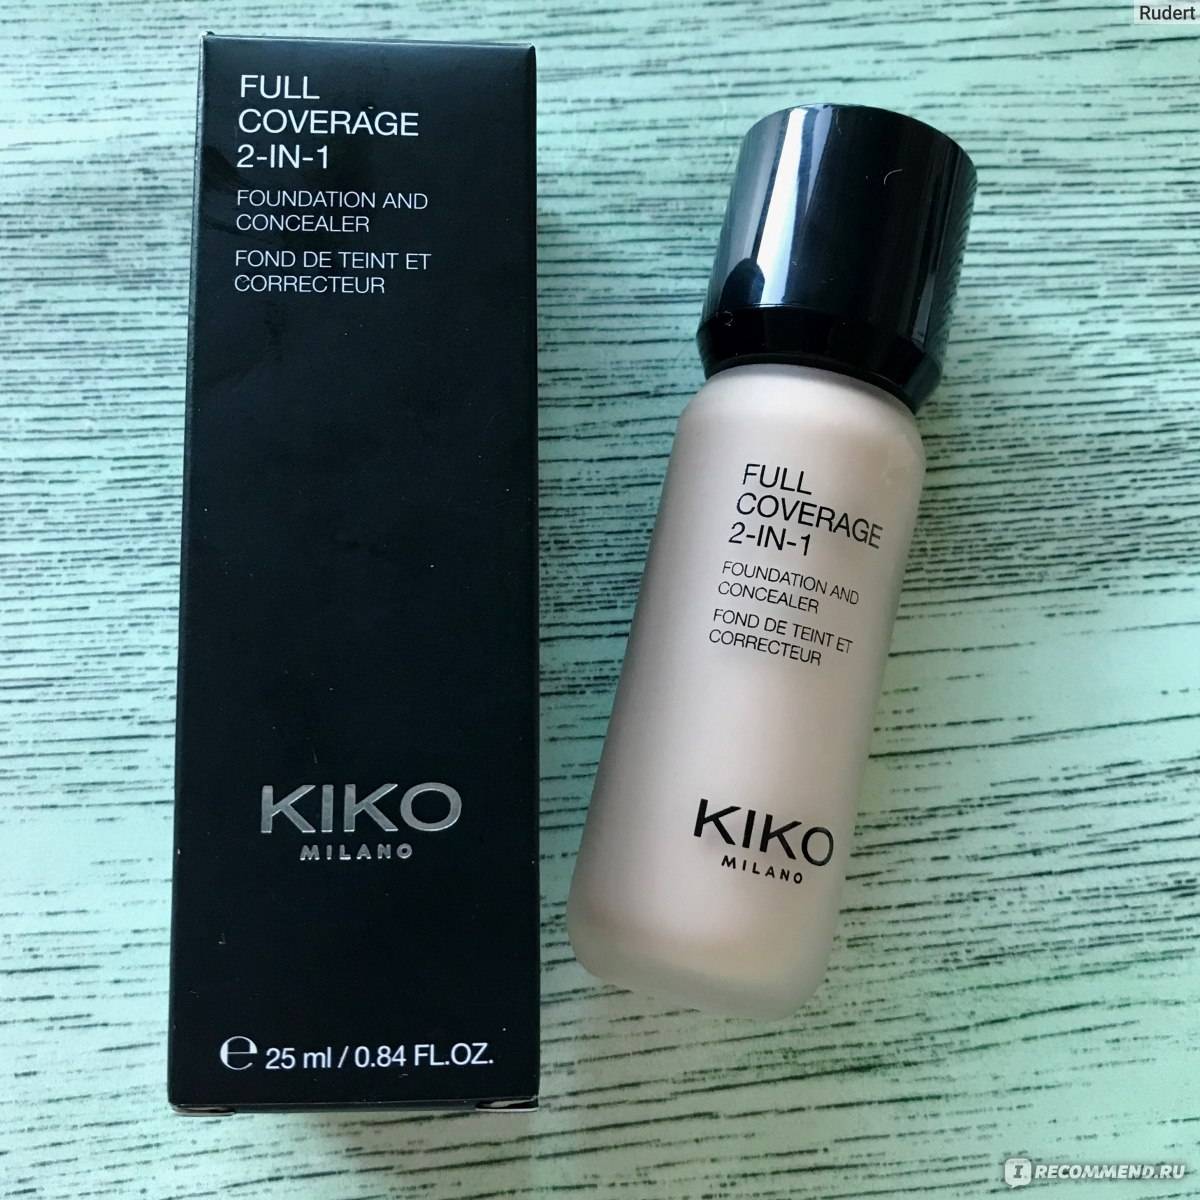 Rudert
FULL
COVERAGE
2-IN-1
FOUNDATION AND
CONCEALER
FOND DE TEINT ET
CORRECTEUR
KIKO
MILANO
℮ 25 ml / 0.84 FL.OZ.
FULL
COVERAGE
2-IN-1
FOUNDATION AND
CONCEALER
FOND DE TEINT ET
CORRECTEUR
KIKO
MILANO
IRECOMMEND.RU